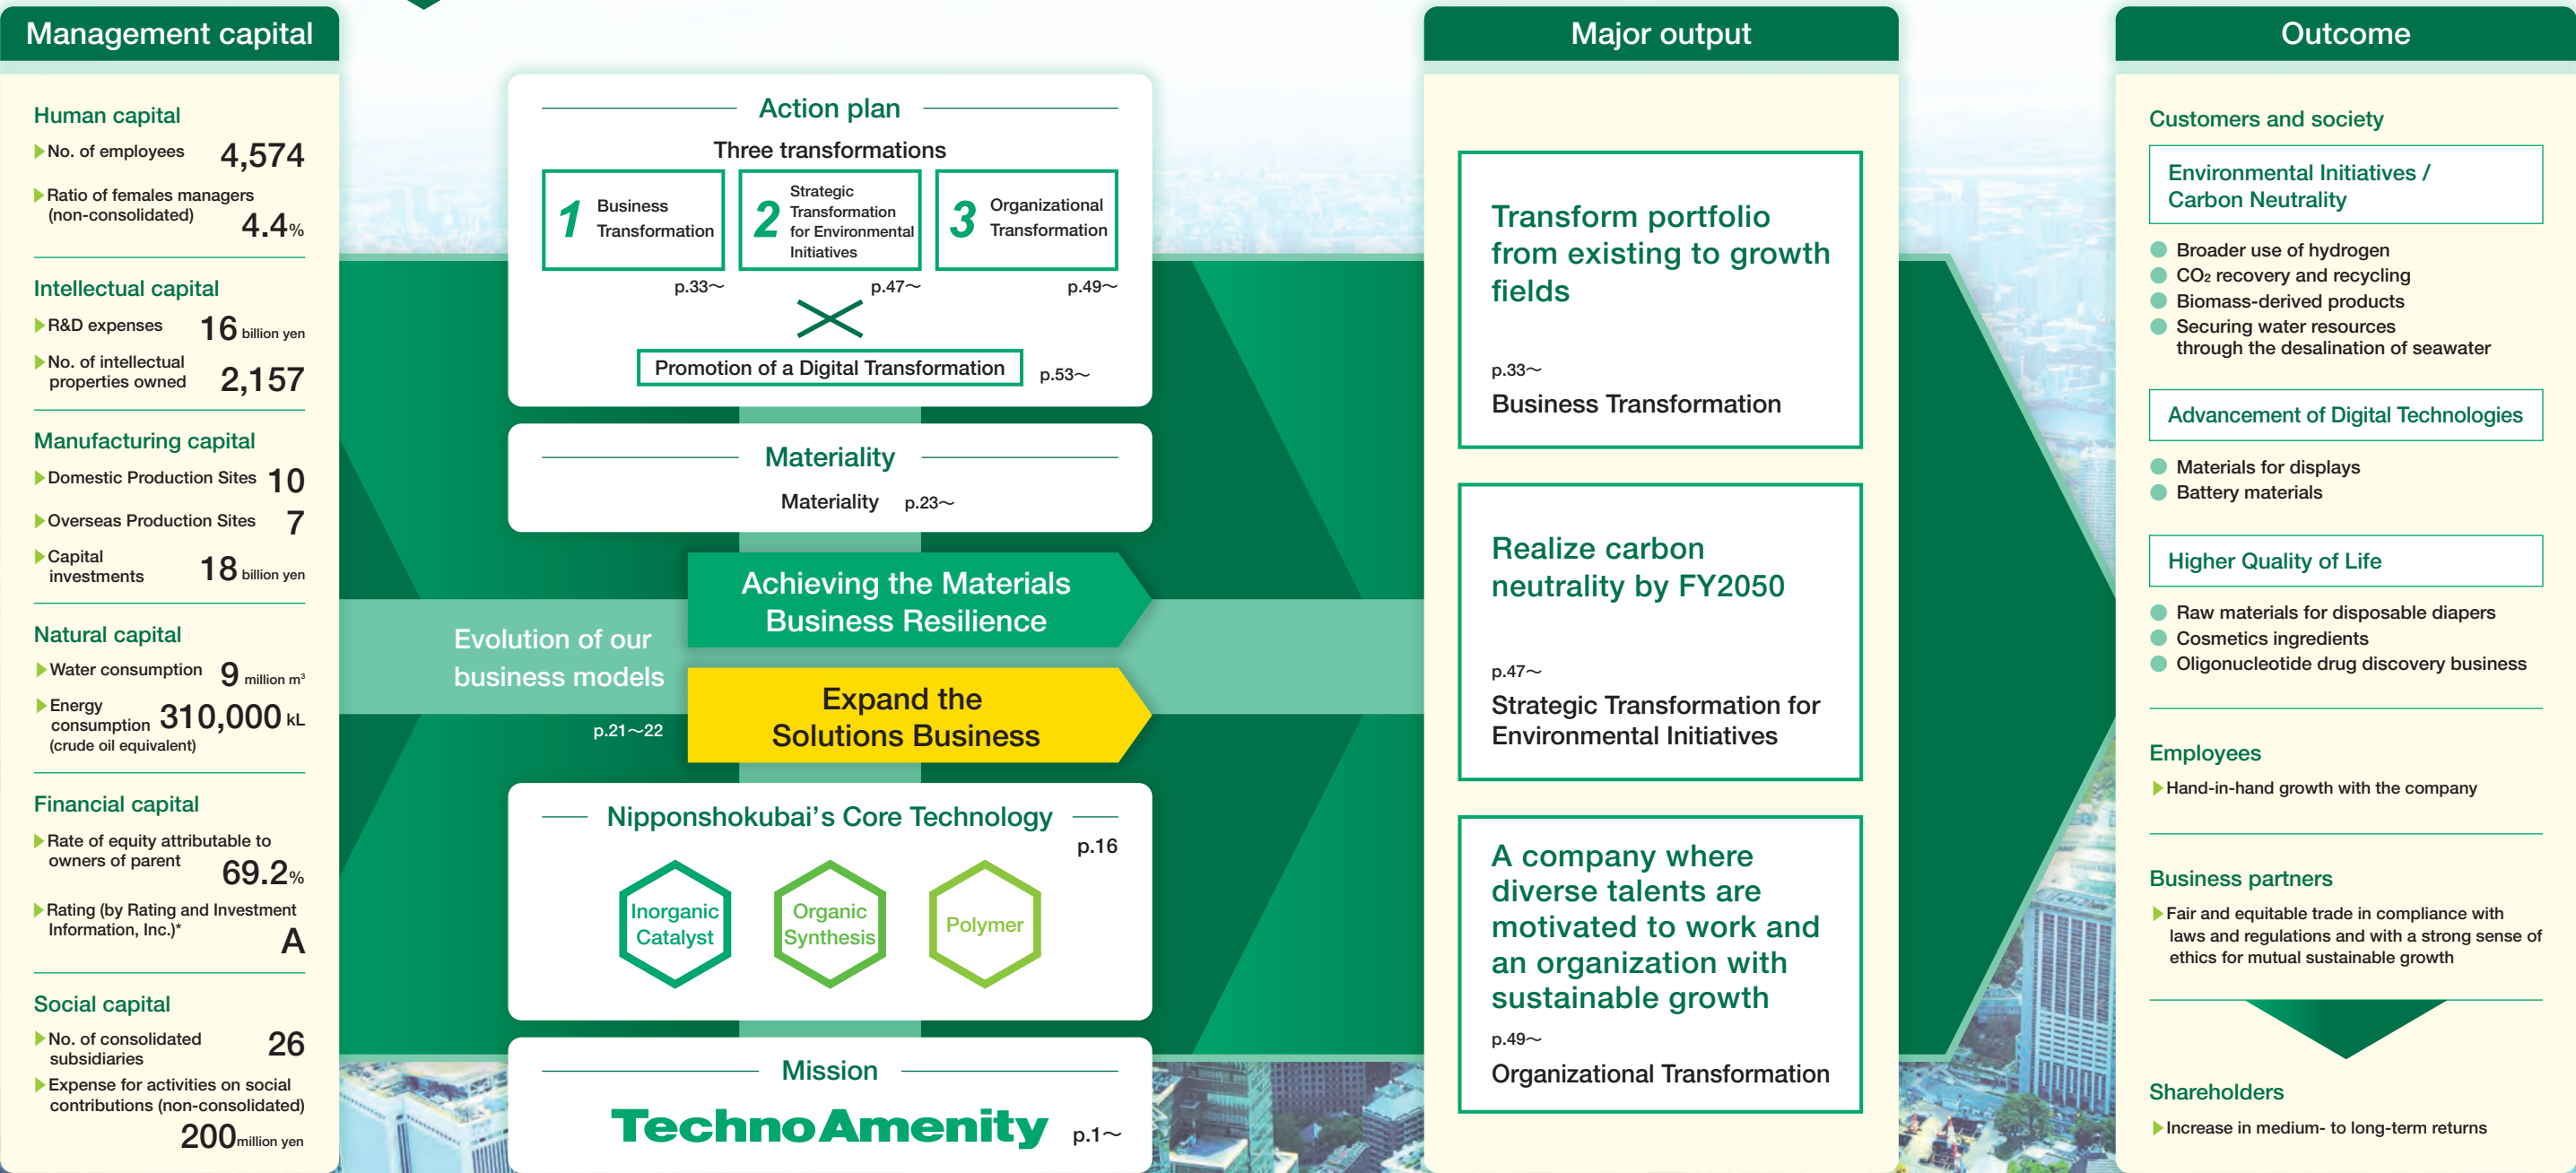 Management capital
Human capital
No. of employees 4,574
Ratio of females managers
(non-consolidated)
4.4%
Intellectual capital
R&D expenses 16 billion yen
No. of intellectual
properties owned 2,157
Manufacturing capital
Domestic Production Sites 10
Overseas Production Sites 7
Capital
investments 18 billion yen
Natural capital
Water consumption 9 million m³
Energy
consumption 310,000 kL
(crude oil equivalent)
Financial capital
Rate of equity attributable to
owners of parent
69.2%
Rating (by Rating and Investment
Information, Inc.)*
A
Social capital
No. of consolidated
subsidiaries 26
Expense for activities on social
contributions (non-consolidated)
200 million yen
Action plan
Three transformations
1 Business
Transformation
p.33～
2 Strategic
Transformation
for Environmental
Initiatives
p.47～
3 Organizational
Transformation
p.49～
Promotion of a Digital Transformation p.53～
Materiality
Materiality p.23～
Evolution of our
business models
p.21～22
Achieving the Materials
Business Resilience
Expand the
Solutions Business
Nipponshokubai's Core Technology
p.16
Inorganic
Catalyst
Organic
Synthesis
Polymer
Mission
TechnoAmenity p.1～
Major output
Transform portfolio
from existing to growth
fields
p.33～
Business Transformation
Realize carbon
neutrality by FY2050
p.47～
Strategic Transformation for
Environmental Initiatives
A company where
diverse talents are
motivated to work and
an organization with
sustainable growth
p.49～
Organizational Transformation
Outcome
Customers and society
Environmental Initiatives /
Carbon Neutrality
Broader use of hydrogen
CO₂ recovery and recycling
Biomass-derived products
Securing water resources
through the desalination of seawater
Advancement of Digital Technologies
Materials for displays
Battery materials
Higher Quality of Life
Raw materials for disposable diapers
Cosmetics ingredients
Oligonucleotide drug discovery business
Employees
Hand-in-hand growth with the company
Business partners
Fair and equitable trade in compliance with
laws and regulations and with a strong sense of
ethics for mutual sustainable growth
Shareholders
Increase in medium- to long-term returns